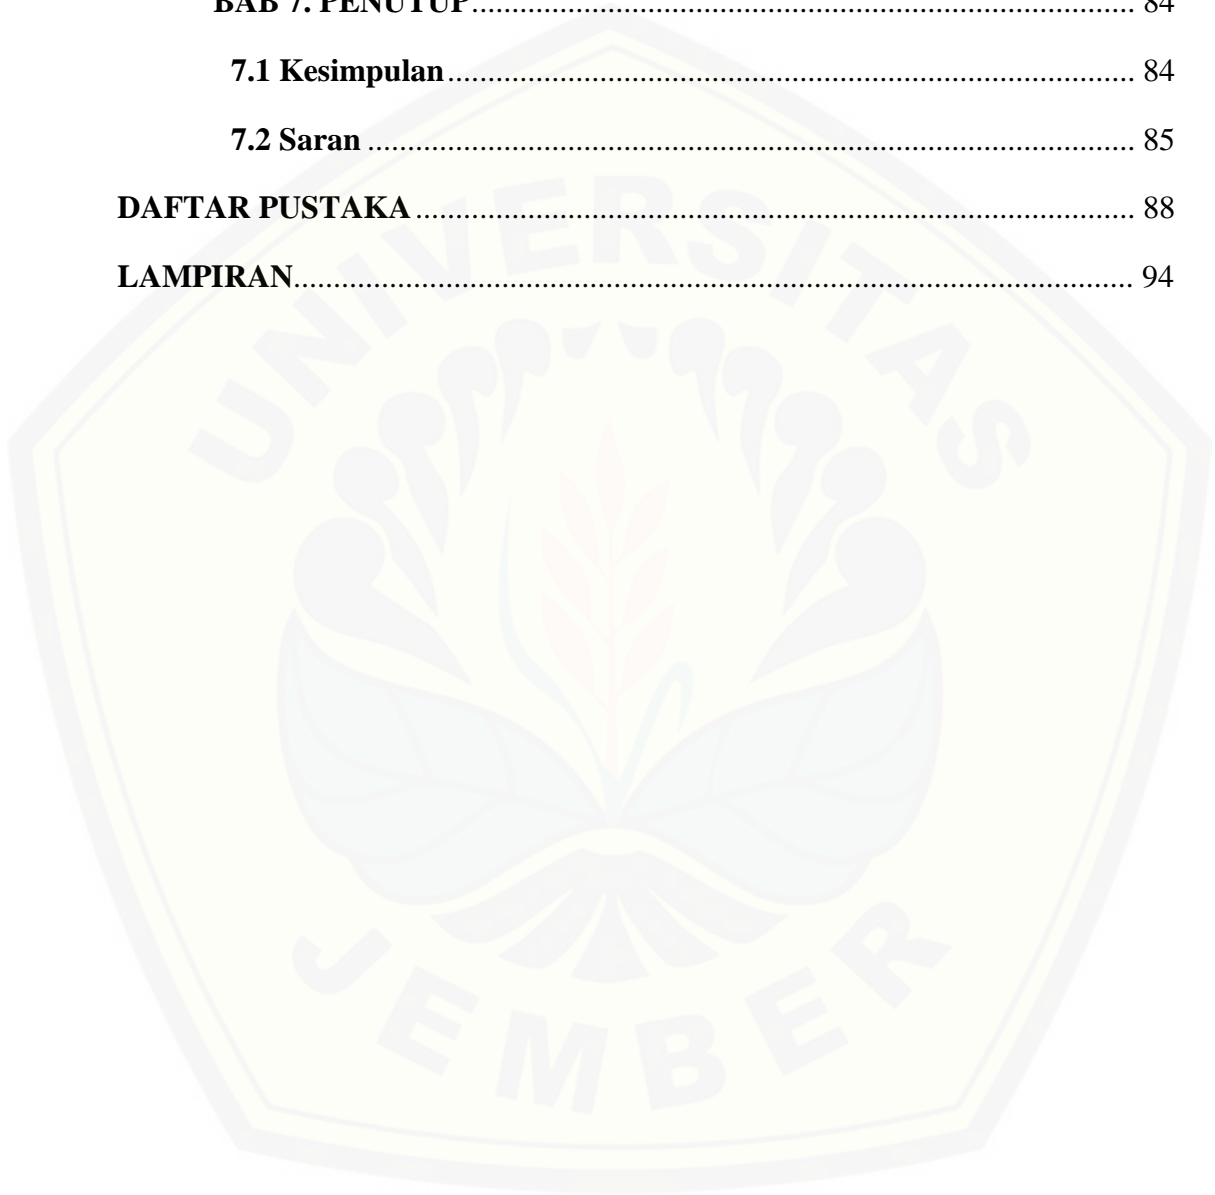 BAB 7. PENUTUP.................................................................................... 84
7.1 Kesimpulan....................................................................................... 84
7.2 Saran ................................................................................................. 85
DAFTAR PUSTAKA........................................................................................... 88
LAMPIRAN.......................................................................................................... 94
UNIVERSITAS
JEMBER